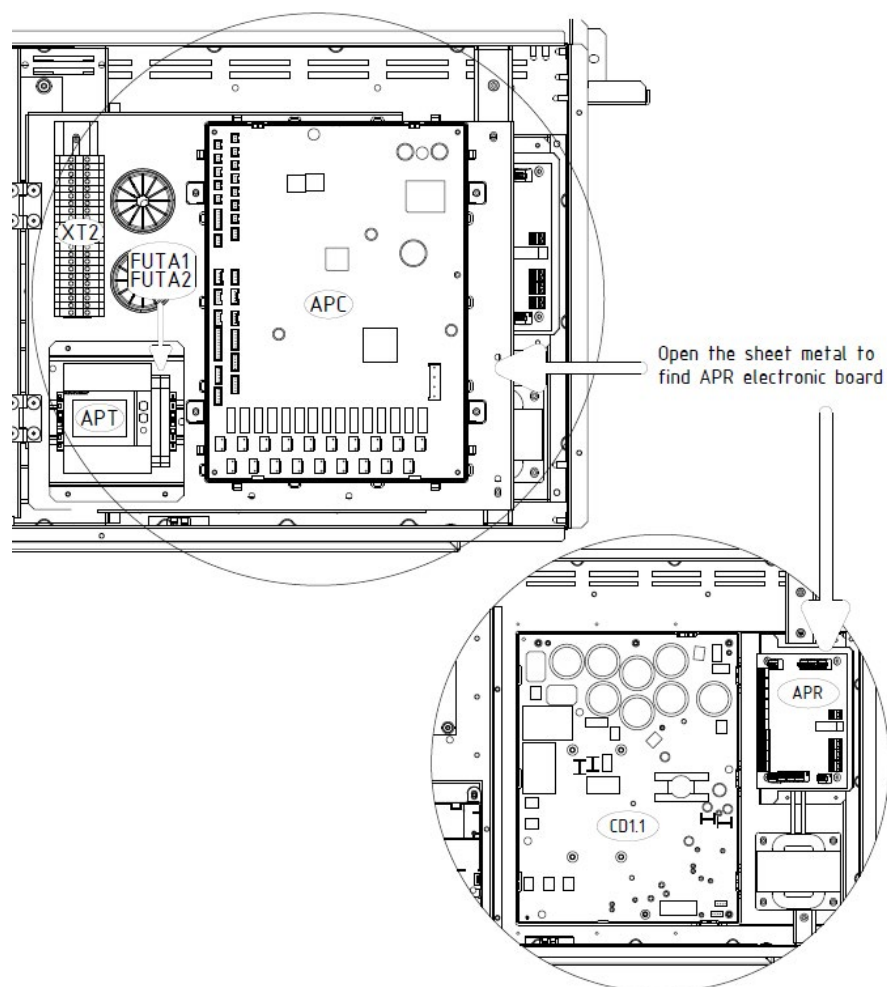 XT2
FUTA1
FUTA2
APC
APT
Open the sheet metal to
find APR electronic board
APR
CD1.1